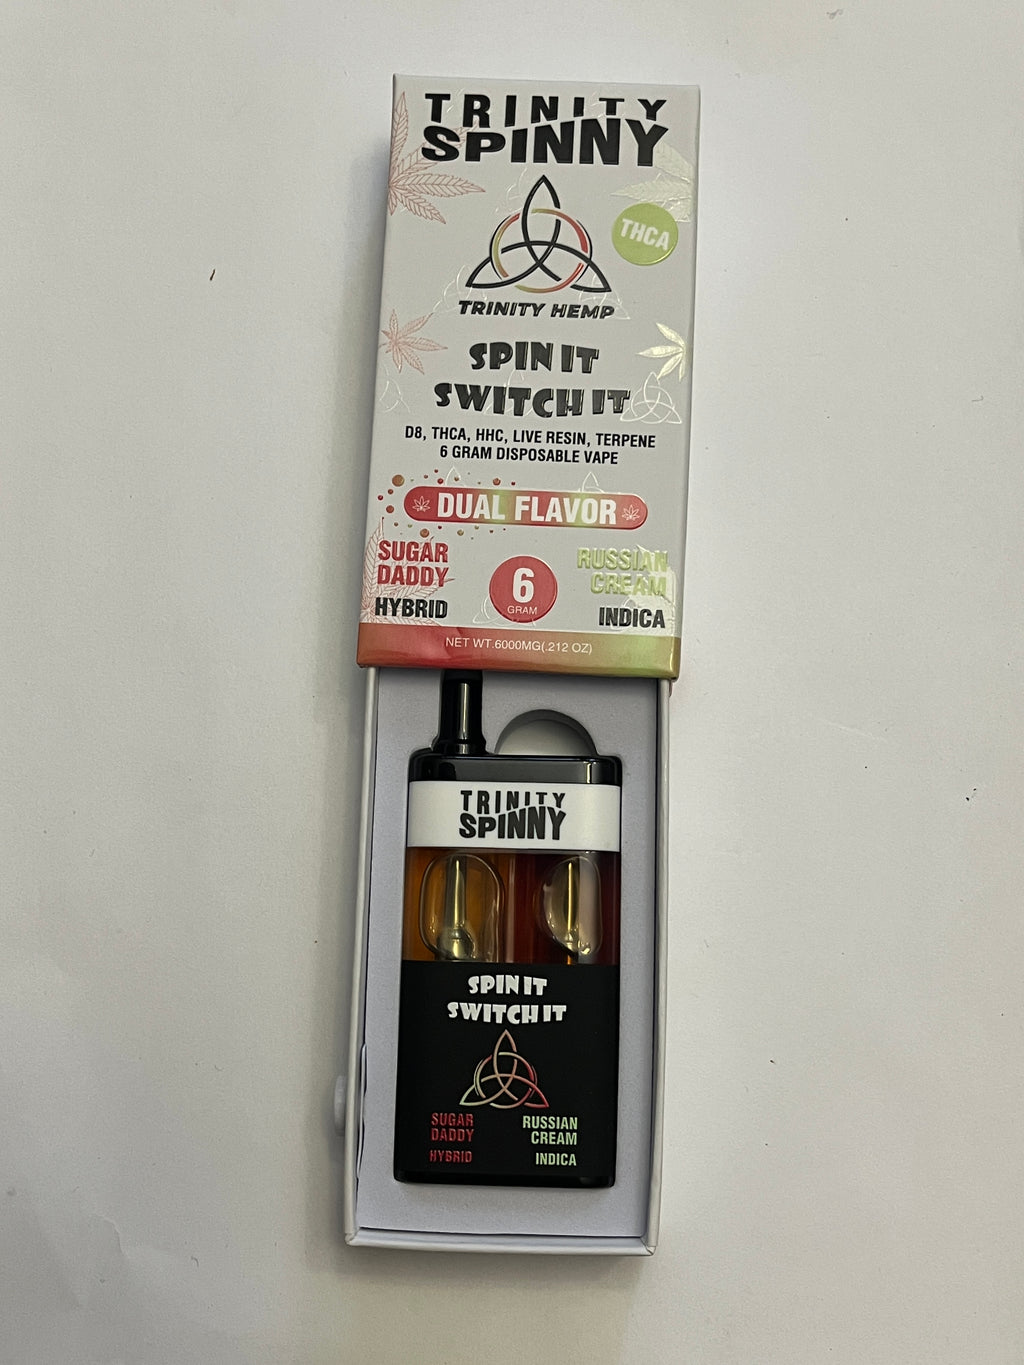 TRINITY
SPINNY
THCA
TRINITY HEMP
SPIN IT
SWITCH IT
D8, THCA, HHC, LIVE RESIN, TERPENE
6 GRAM DISPOSABLE VAPE
DUAL FLAVOR
SUGAR
DADDY
HYBRID
6
GRAM
RUSSIAN
CREAM
INDICA
NET WT.6000MG(.212 OZ)
TRINITY
SPINNY
SPIN IT
SWITCH IT
SUGAR
DADDY
HYBRID
RUSSIAN
CREAM
INDICA